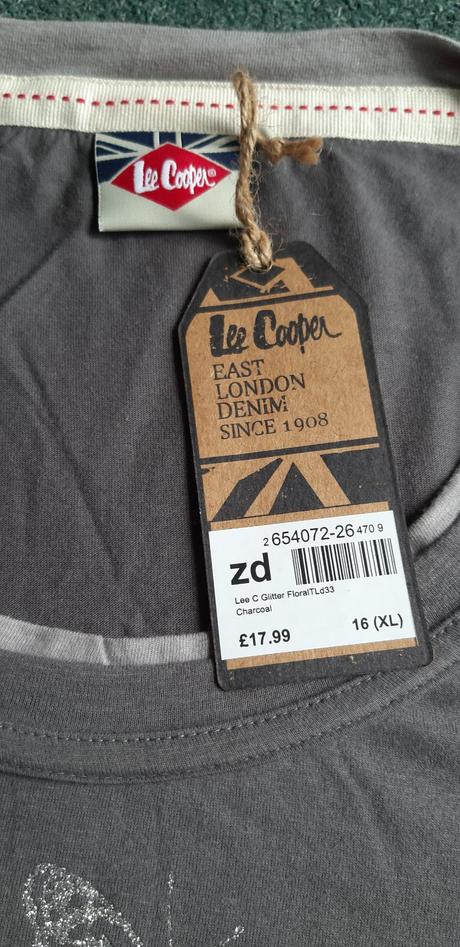 Lee Cooper®
Lee Cooper
EAST
LONDON
DENIM
SINCE 1908
2 654072-26 470 9
zd
Lee C Glitter FloralTLd33
Charcoal
£17.99 16 (XL)